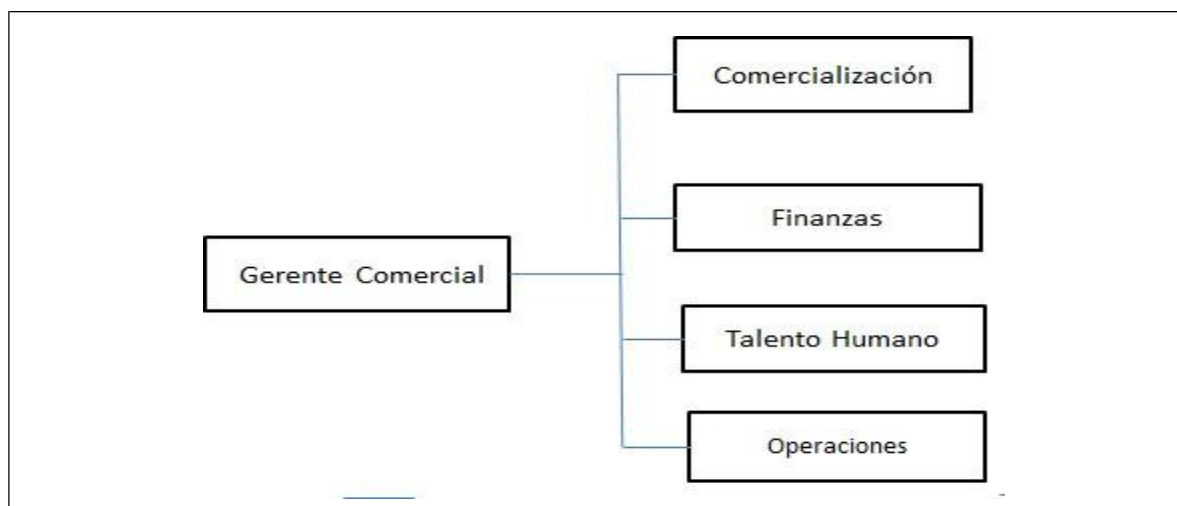 Comercialización
Finanzas
Gerente Comercial
Talento Humano
Operaciones